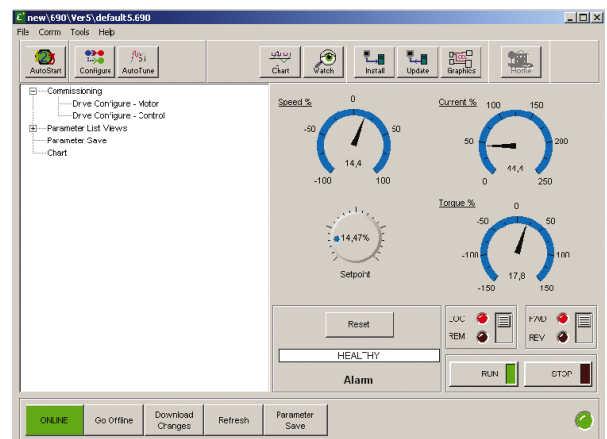 new\690\Ver5\default5.690
File Comm Tools Help
AutoStart Configure AutoTune Chart Watch Install Update Graphics Home
Commissioning
Drive Configure - Motor
Drive Configure - Control
Parameter List Views
Parameter Save
Chart
Speed %
0
-50 50
14,4
-100 100
Current %
100 150
50 200
44,4
0 250
14,47%
Setpoint
Torque %
0
-50 50
-100 100
17,8
-150 150
Reset
HEALTHY
Alarm
LOC
REM
FWD
REV
RUN STOP
ONLINE
Go Offline
Download
Changes
Refresh
Parameter
Save